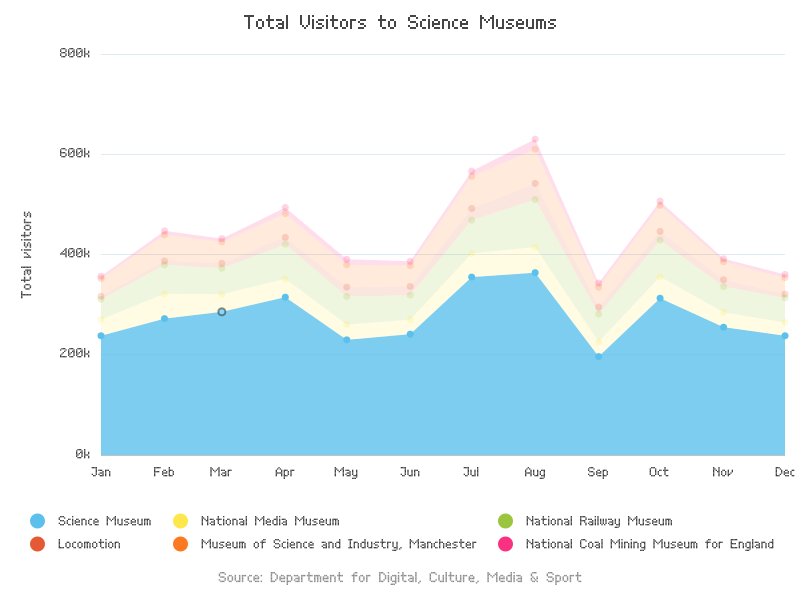 Total Visitors to Science Museums
800k
600k
400k
200k
0k
Total visitors
Jan Feb Mar Apr May Jun Jul Aug Sep Oct Nov Dec
Science Museum National Media Museum National Railway Museum
Locomotion Museum of Science and Industry, Manchester National Coal Mining Museum for England
Source: Department for Digital, Culture, Media & Sport